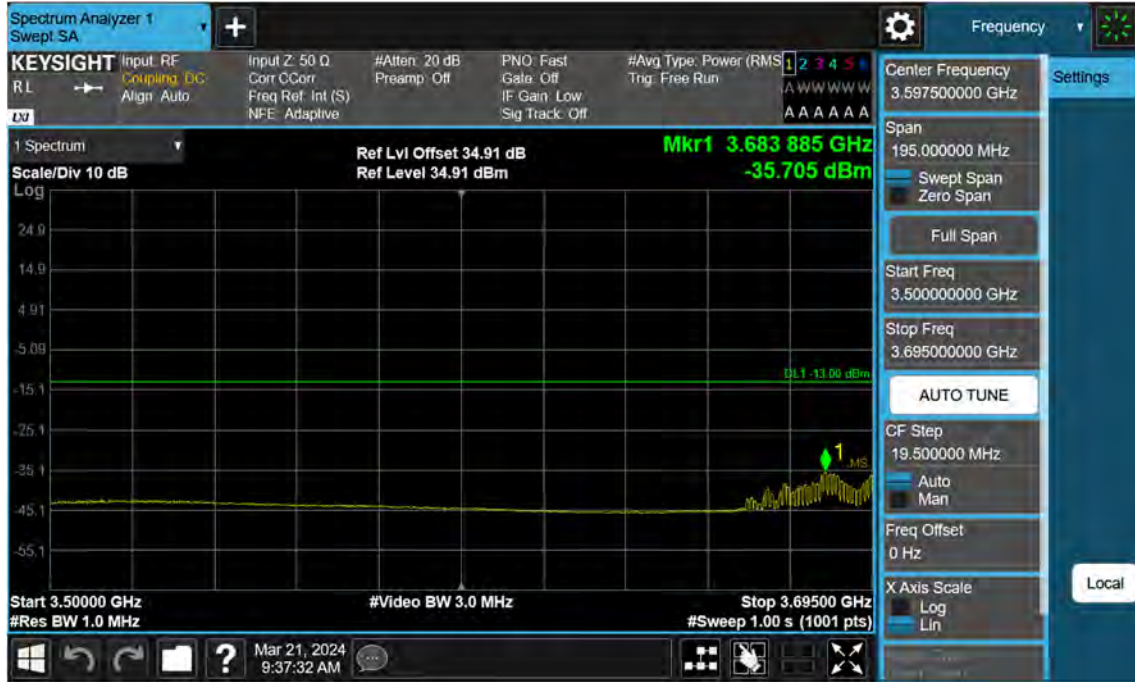 Spectrum Analyzer 1
Swept SA
Frequency
KEYSIGHT
RL
LXI
Input: RF
Coupling: DC
Align: Auto
Input Z: 50 Ω
Corr CCorr
Freq Ref: Int (S)
NFE: Adaptive
#Atten: 20 dB
Preamp: Off
PNO: Fast
Gate: Off
IF Gain: Low
Sig Track: Off
#Avg Type: Power (RMS
Trig: Free Run
1 2 3 4 5 6
A W W W W W
A A A A A A
1 Spectrum
Scale/Div 10 dB
Ref Lvl Offset 34.91 dB
Ref Level 34.91 dBm
Mkr1 3.683 885 GHz
-35.705 dBm
Log
24.9
14.9
4.91
-5.09
-15.1
-25.1
-35.1
-45.1
-55.1
DL1 -13.00 dBm
1
Start 3.50000 GHz
#Res BW 1.0 MHz
#Video BW 3.0 MHz
Stop 3.69500 GHz
#Sweep 1.00 s (1001 pts)
Mar 21, 2024
9:37:32 AM
Center Frequency
3.597500000 GHz
Settings
Span
195.000000 MHz
Swept Span
Zero Span
Full Span
Start Freq
3.500000000 GHz
Stop Freq
3.695000000 GHz
AUTO TUNE
CF Step
19.500000 MHz
Auto
Man
Freq Offset
0 Hz
X Axis Scale
Log
Lin
Local